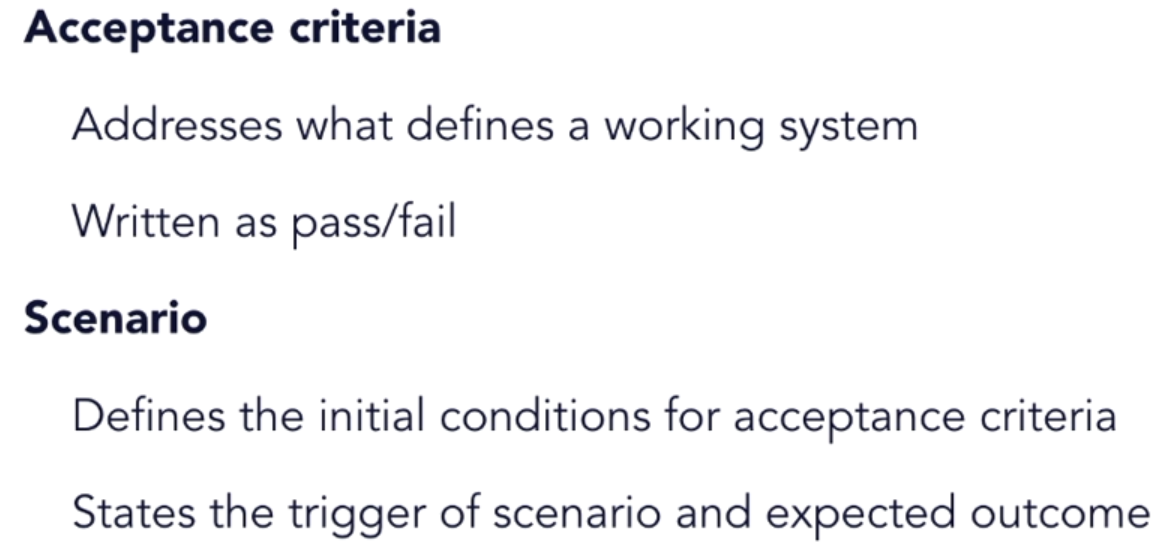 Acceptance criteria
Addresses what defines a working system
Written as pass/fail
Scenario
Defines the initial conditions for acceptance criteria
States the trigger of scenario and expected outcome